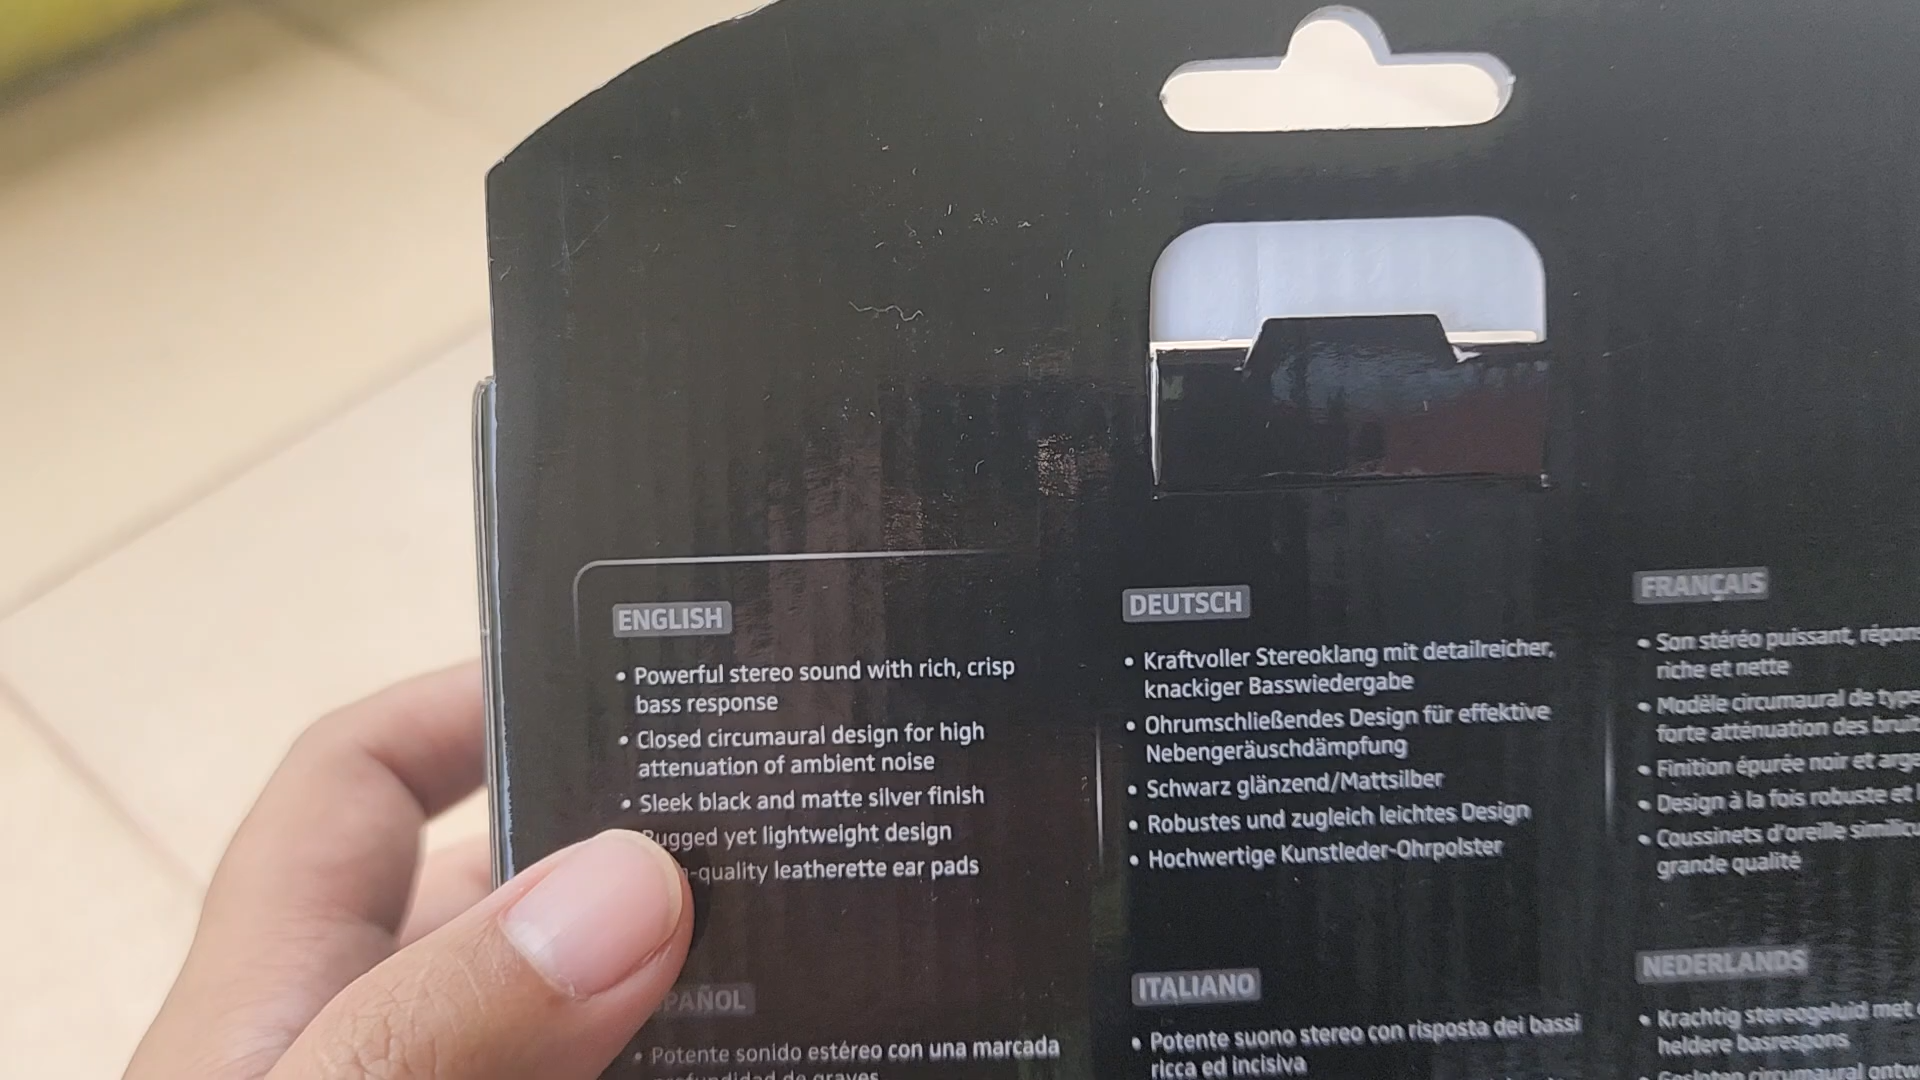 ENGLISH
• Powerful stereo sound with rich, crisp
bass response
• Closed circumaural design for high
attenuation of ambient noise
• Sleek black and matte silver finish
Rugged yet lightweight design
-quality leatherette ear pads
DEUTSCH
• Kraftvoller Stereoklang mit detailreicher,
knackiger Basswiedergabe
• Ohrumschließendes Design für effektive
Nebengeräuschdämpfung
• Schwarz glänzend/Mattsilber
• Robustes und zugleich leichtes Design
• Hochwertige Kunstleder-Ohrpolster
FRANÇAIS
• Son stéréo puissant,
riche et nette
• Modèle circumaural de type
forte atténuation des
• Finition épurée noir et
• Design à la fois robuste et
• Coussinets d'oreille
grande qualité
PAÑOL
• Potente sonido estéreo con una marcada
de graves
ITALIANO
• Potente suono stereo con risposta dei bassi
ricca ed incisiva
NEDERLANDS
• Krachtig stereogeluid met
heldere basrespons
• Gesloten circumaural